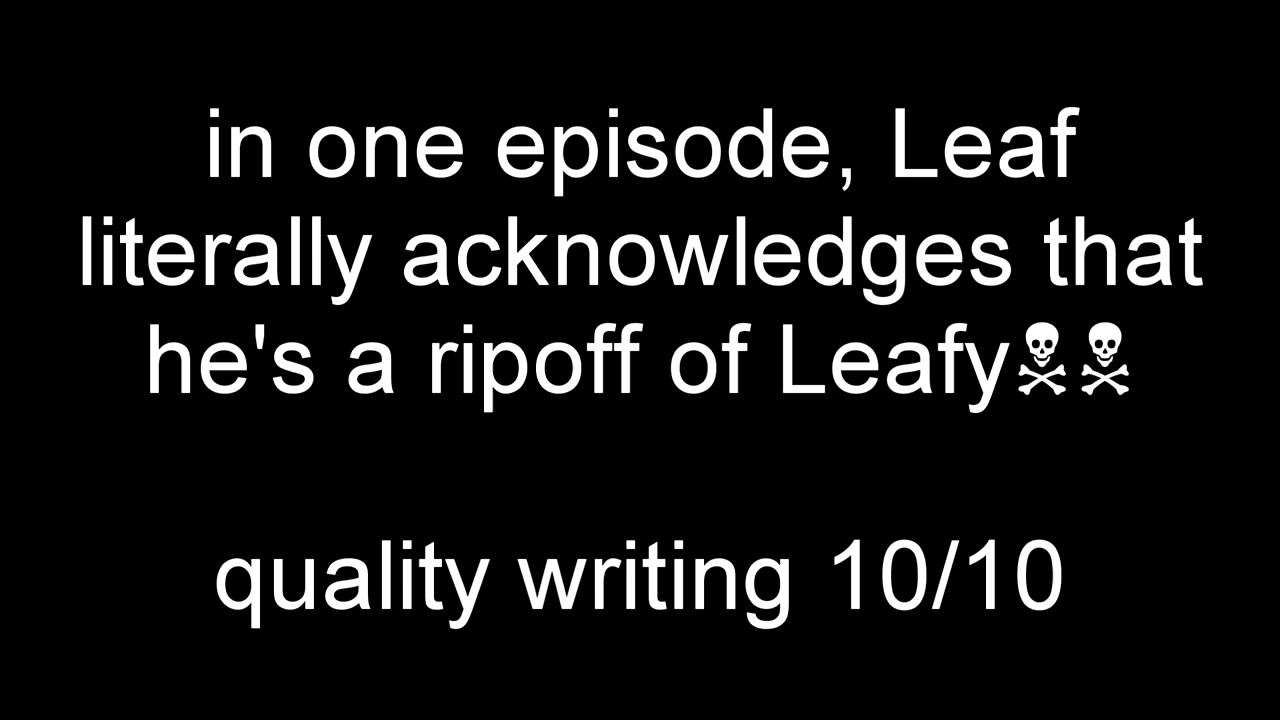 in one episode, Leaf
literally acknowledges that
he's a ripoff of Leafy☠☠
quality writing 10/10